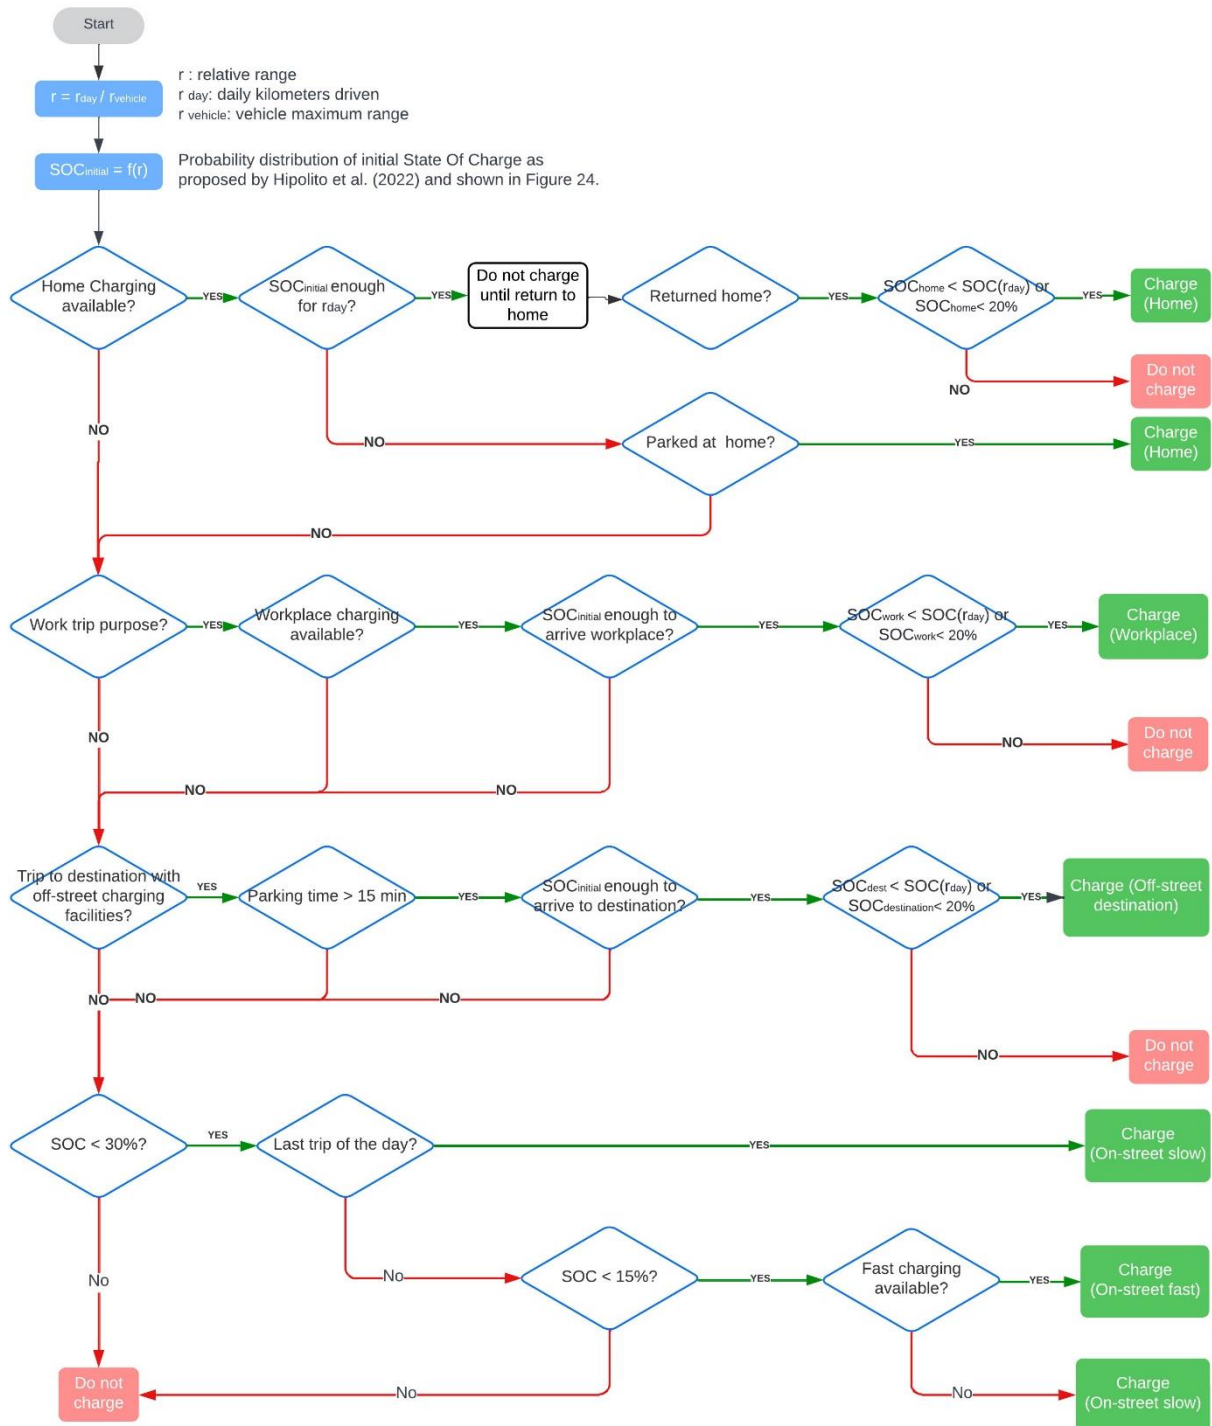 Start
r = rday / rvehicle
r : relative range
r day: daily kilometers driven
r vehicle: vehicle maximum range
SOCinitial = f(r)
Probability distribution of initial State Of Charge as
proposed by Hipolito et al. (2022) and shown in Figure 24.
Home Charging
available?
YES
SOCinitial enough
for rday?
YES
Do not charge
until return to
home
Returned home?
YES
SOChome < SOC(rday) or
SOChome< 20%
YES
Charge
(Home)
NO
Do not
charge
NO
NO
Parked at home?
YES
Charge
(Home)
NO
Work trip purpose?
YES
Workplace charging
available?
YES
SOCinitial enough to
arrive workplace?
YES
SOCwork < SOC(rday) or
SOCwork< 20%
YES
Charge
(Workplace)
NO
NO
Do not
charge
NO
NO
Trip to destination with
off-street charging
facilities?
YES
Parking time > 15 min
YES
SOCinitial enough to
arrive to destination?
YES
SOCdest < SOC(rday) or
SOCdestination< 20%
YES
Charge (Off-street
destination)
NO
NO
NO
NO
Do not
charge
SOC < 30%?
YES
Last trip of the day?
YES
Charge
(On-street slow)
No
No
SOC < 15%?
YES
Fast charging
available?
YES
Charge
(On-street fast)
Do not
charge
No
No
Charge
(On-street slow)